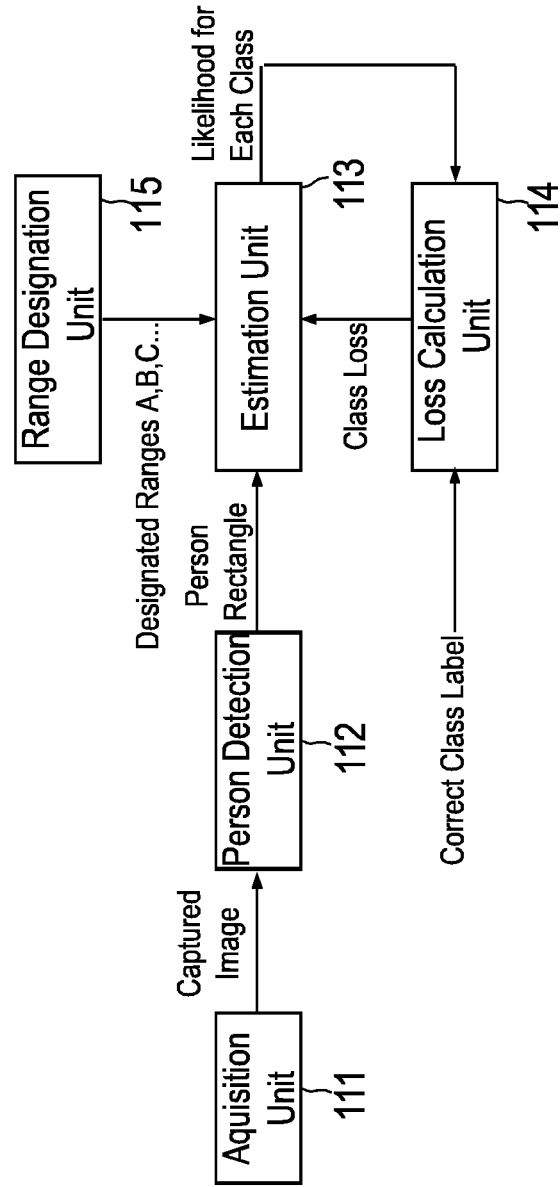 Range Designation
Unit
115
Designated Ranges A,B,C...
Aquisition
Unit
111
Captured
Image
Person Detection
Unit
112
Person
Rectangle
Estimation Unit
113
Likelihood for
Each Class
Class Loss
Correct Class Label
Loss Calculation
Unit
114